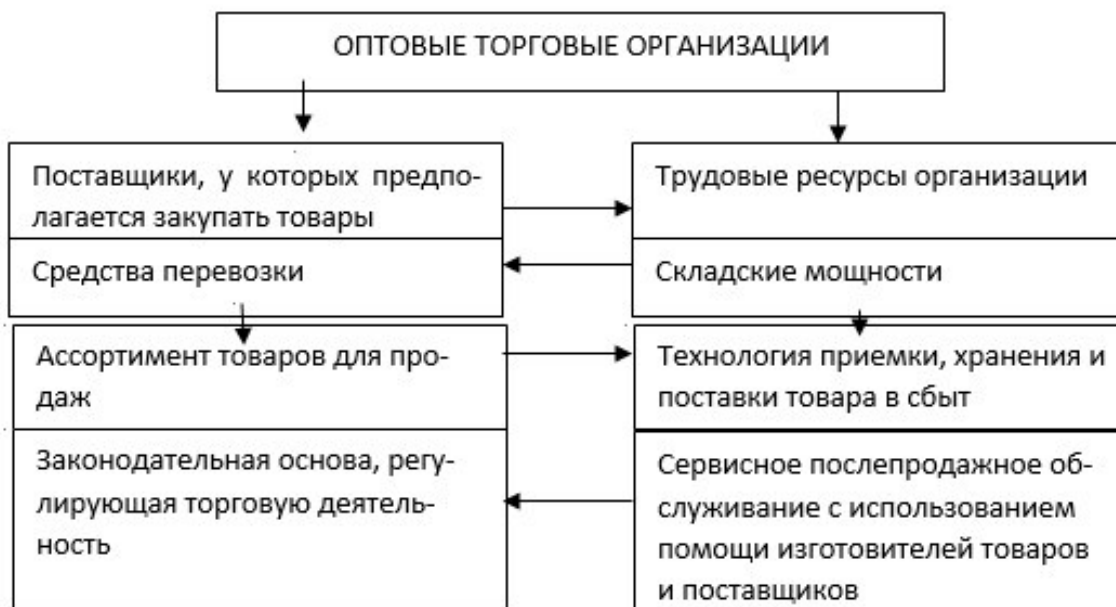 ОПТОВЫЕ ТОРГОВЫЕ ОРГАНИЗАЦИИ
Поставщики, у которых предпо-
лагается закупать товары
Средства перевозки
Трудовые ресурсы организации
Складские мощности
Ассортимент товаров для про-
даж
Законодательная основа, регу-
лирующая торговую деятель-
ность
Технология приемки, хранения и
поставки товара в сбыт
Сервисное послепродажное об-
служивание с использованием
помощи изготовителей товаров
и поставщиков